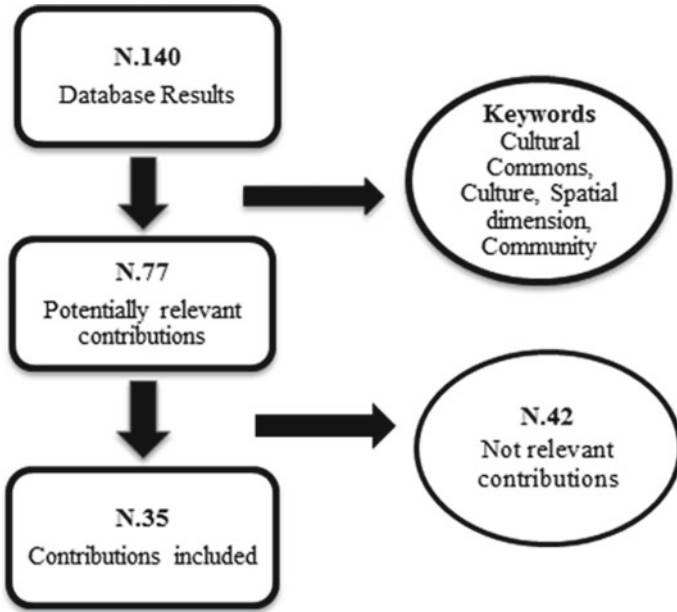 N.140
Database Results
Keywords
Cultural
Commons,
Culture, Spatial
dimension,
Community
N.77
Potentially relevant
contributions
N.42
Not relevant
contributions
N.35
Contributions included